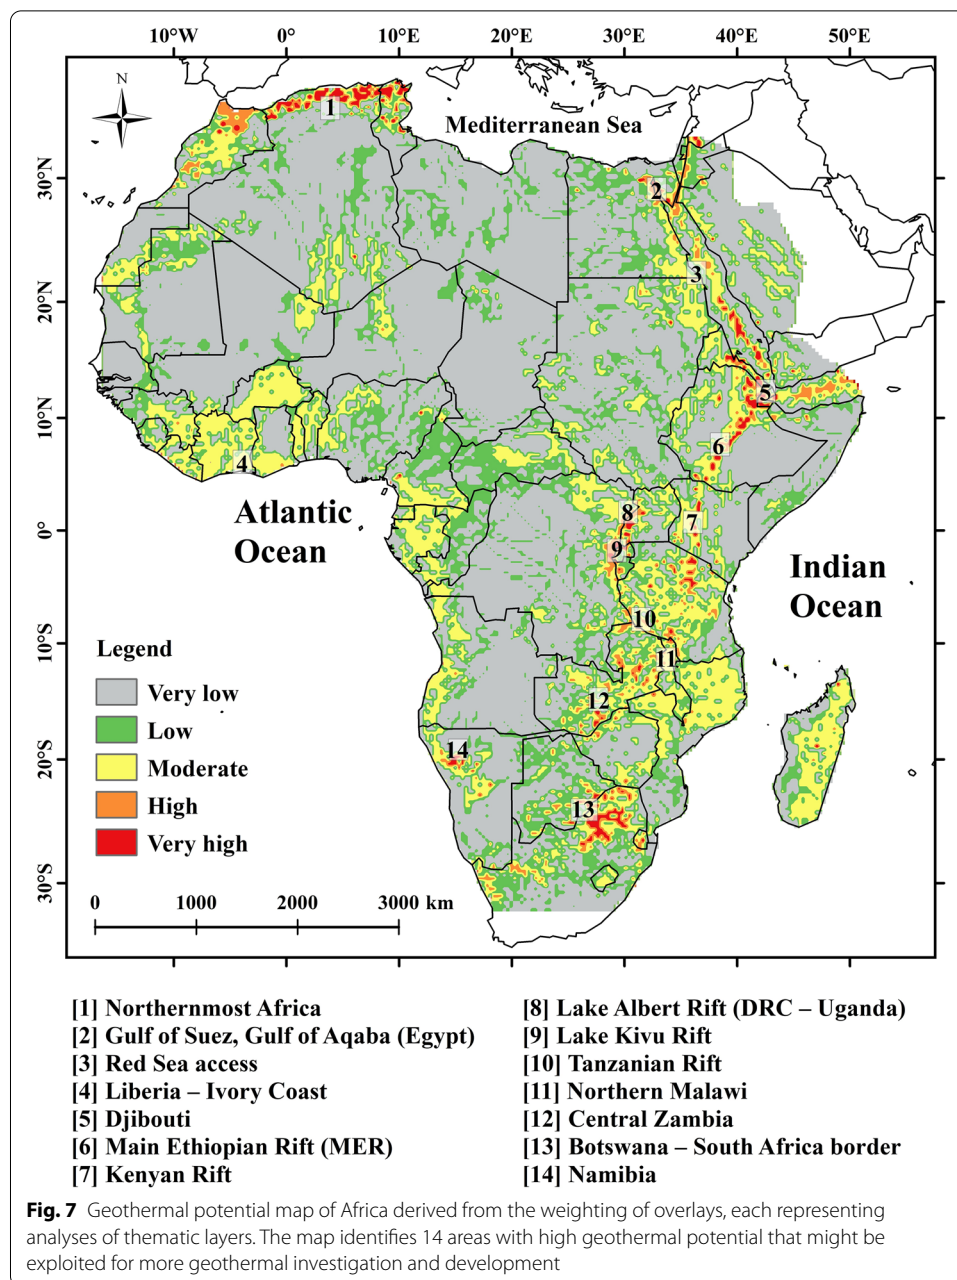 10°W 0° 10°E 20°E 30°E 40°E 50°E
N
1
Mediterranean Sea
30°N
2
3
20°N
5
10°N
6
4
Atlantic
Ocean
8
7
0°
9
Indian
Ocean
10
10°S
11
Legend
Very low
12
Low
14
20°S
Moderate
High
13
Very high
30°S
0 1000 2000 3000 km
[1] Northernmost Africa
[2] Gulf of Suez, Gulf of Aqaba (Egypt)
[3] Red Sea access
[4] Liberia – Ivory Coast
[5] Djibouti
[6] Main Ethiopian Rift (MER)
[7] Kenyan Rift
[8] Lake Albert Rift (DRC – Uganda)
[9] Lake Kivu Rift
[10] Tanzanian Rift
[11] Northern Malawi
[12] Central Zambia
[13] Botswana – South Africa border
[14] Namibia
Fig. 7 Geothermal potential map of Africa derived from the weighting of overlays, each representing
analyses of thematic layers. The map identifies 14 areas with high geothermal potential that might be
exploited for more geothermal investigation and development